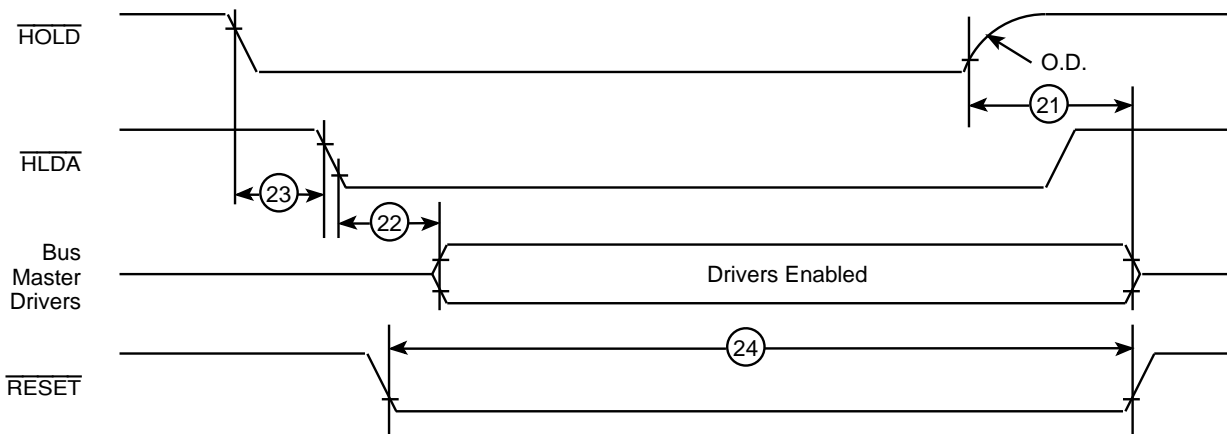 HOLD
O.D.
21
HLDA
23
22
Bus
Master
Drivers
Drivers Enabled
24
RESET